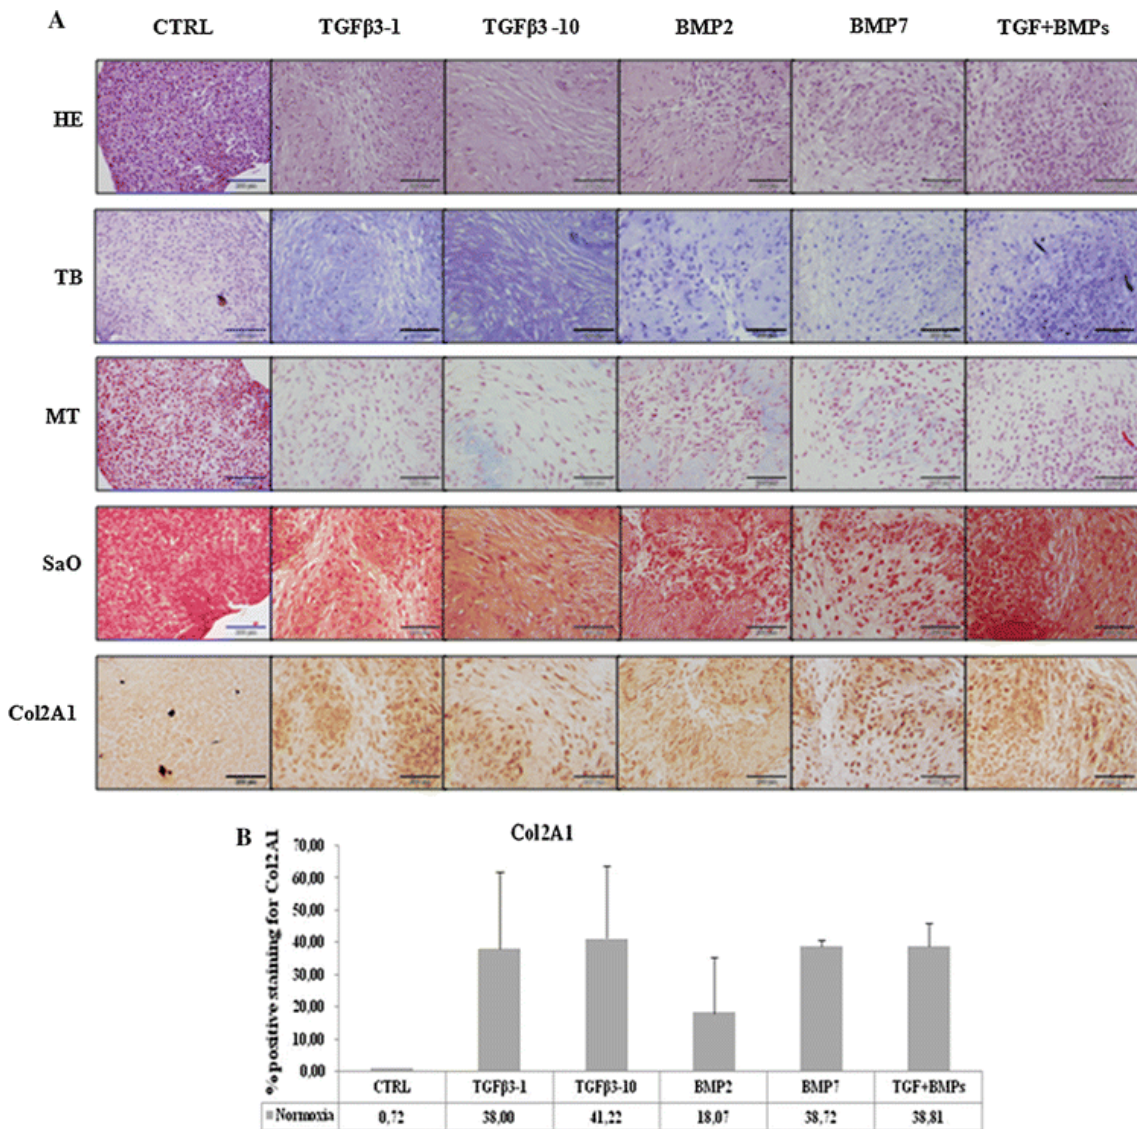 A
CTRL TGFβ3-1 TGFβ3 -10 BMP2 BMP7 TGF+BMPs
HE
TB
MT
SaO
Col2A1
B
Col2A1
% positive staining for Col2A1
70,00
60,00
50,00
40,00
30,00
20,00
10,00
0,00
CTRL TGFβ3-1 TGFβ3-10 BMP2 BMP7 TGF+BMPs
Normoxia 0,72 38,00 41,22 18,07 38,72 38,81